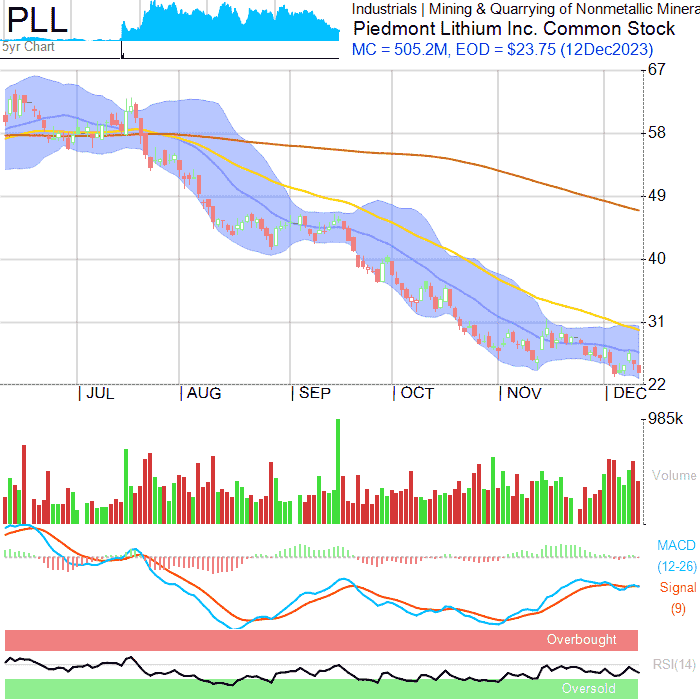 PLL
5yr Chart
Industrials | Mining & Quarrying of Nonmetallic Minera
Piedmont Lithium Inc. Common Stock
MC = 505.2M, EOD = $23.75 (12Dec2023)
67
58
49
40
31
22
| JUL
| AUG
| SEP
| OCT
| NOV
| DEC
985k
Volume
MACD
(12-26)
Signal
(9)
Overbought
RSI(14)
Oversold